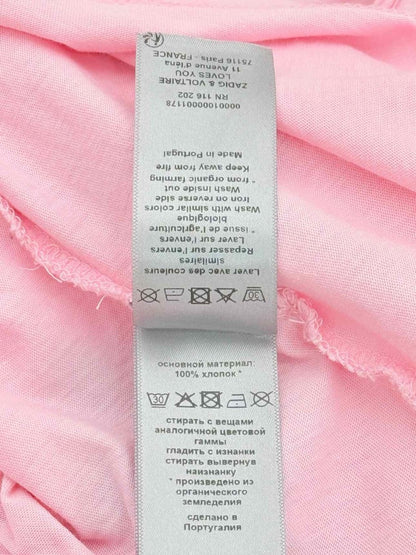 30
Laver avec des couleurs
similaires
Repasser sur l'envers
Laver sur l'envers
* issue de l'agriculture
biologique
Wash with similar colors
Iron on reverse side
Wash inside out
* from organic farming
Keep away from fire
Made in Portugal
0000100000001178
RN 116 202
ZADIG & VOLTAIRE
LOVES YOU
11 Avenue d'Iéna
75116 Paris - FRANCE
основной материал:
100% хлопок *
30
стирать с вещами
аналогичной цветовой
гаммы
гладить с изнанки
стирать вывернув
наизнанку
* произведено из
органического
земледелия
сделано в
Португалия